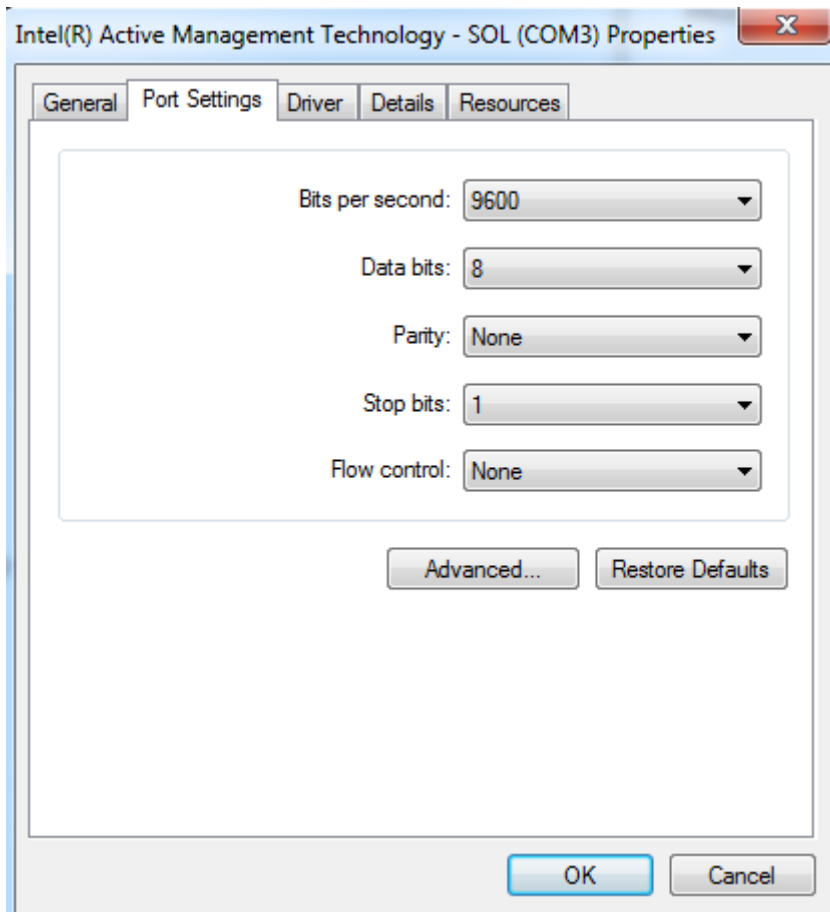 Intel(R) Active Management Technology - SOL (COM3) Properties
General Port Settings Driver Details Resources
Bits per second: 9600
Data bits: 8
Parity: None
Stop bits: 1
Flow control: None
Advanced... Restore Defaults
OK Cancel